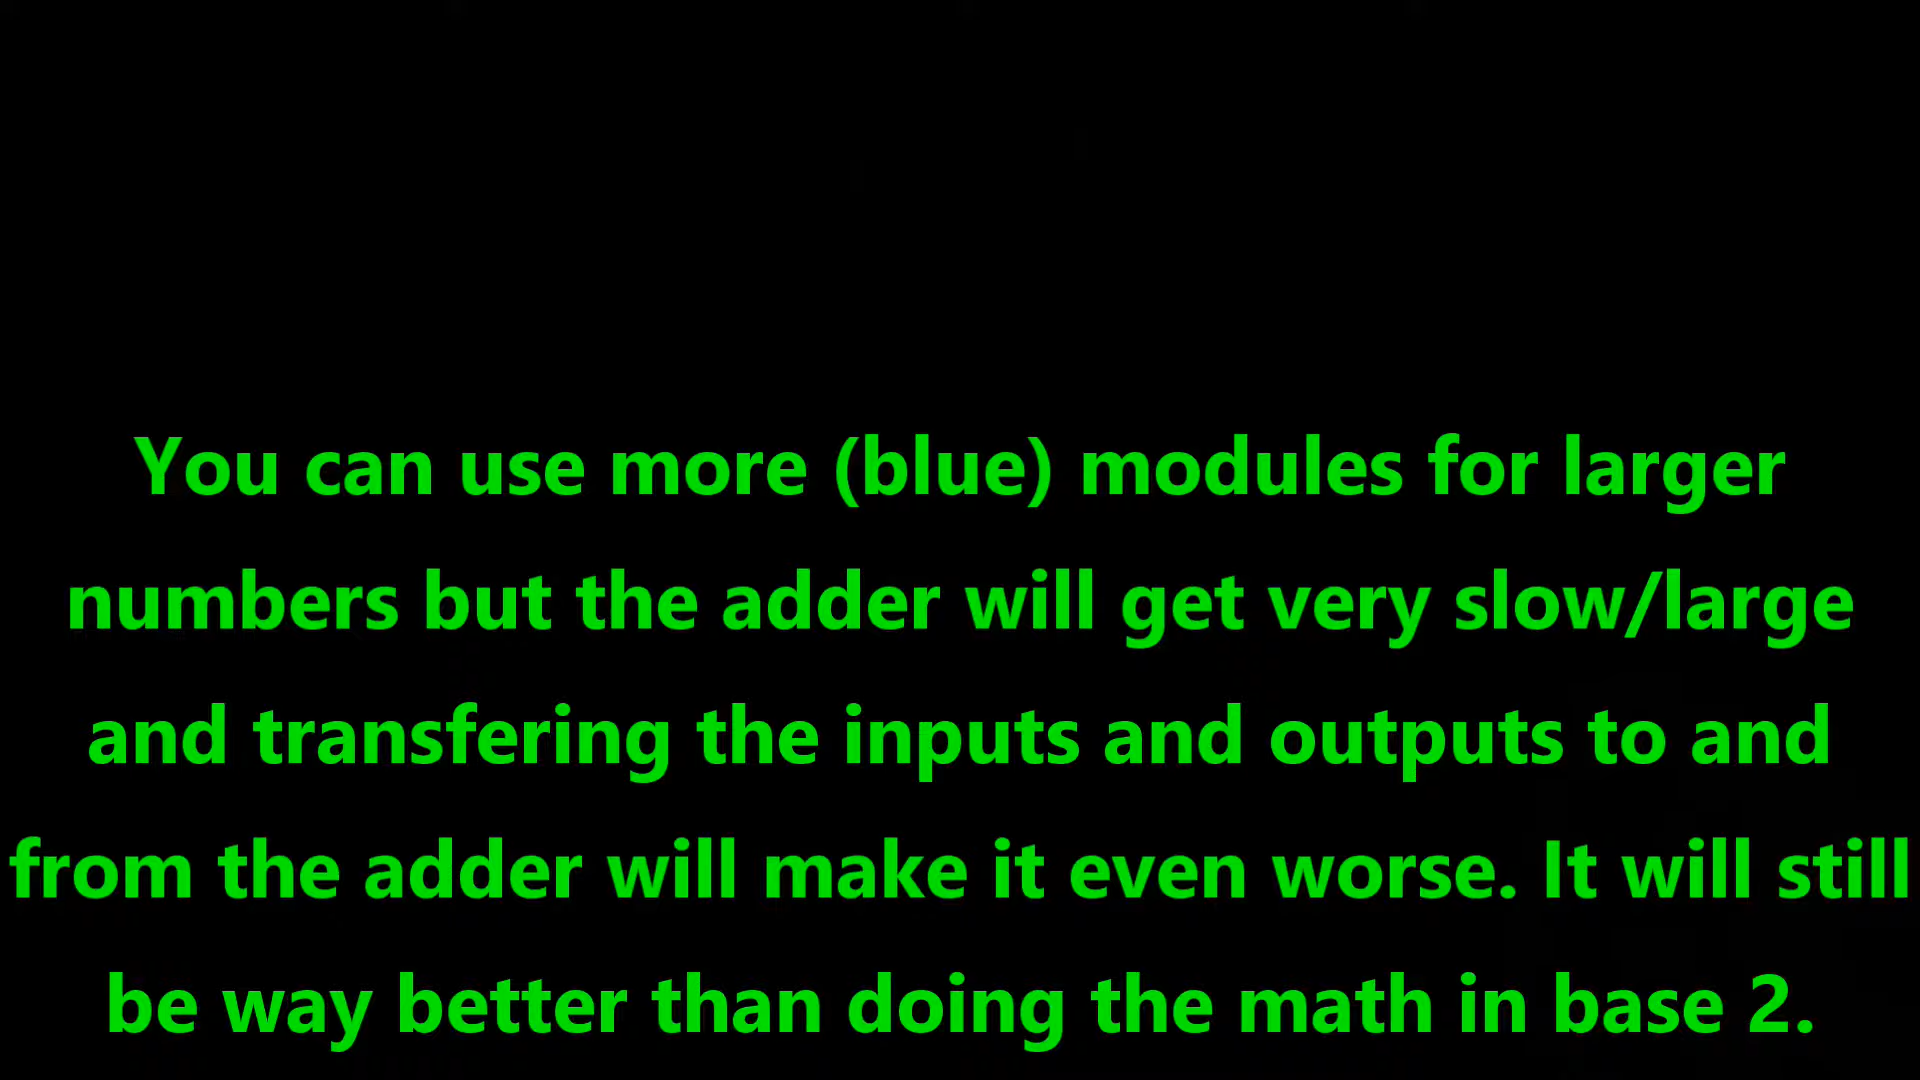 You can use more (blue) modules for larger
numbers but the adder will get very slow/large
and transfering the inputs and outputs to and
from the adder will make it even worse. It will still
be way better than doing the math in base 2.